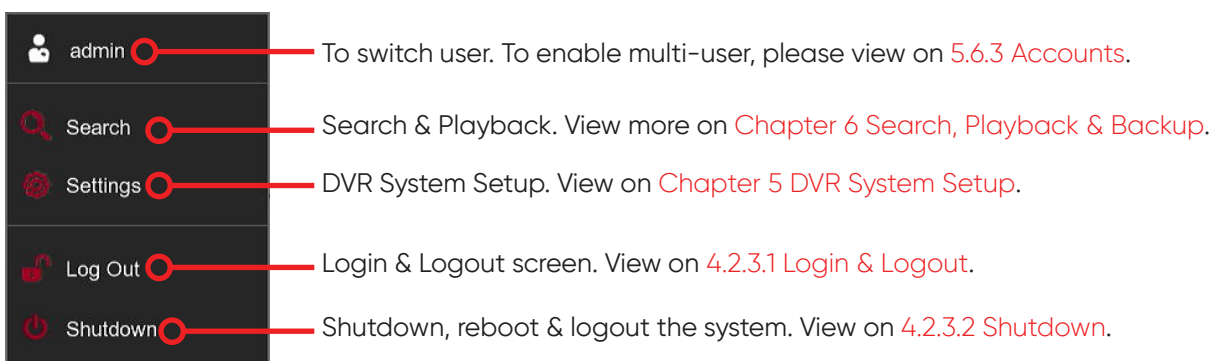 admin To switch user. To enable multi-user, please view on 5.6.3 Accounts.
Search Search & Playback. View more on Chapter 6 Search, Playback & Backup.
Settings DVR System Setup. View on Chapter 5 DVR System Setup.
Log Out Login & Logout screen. View on 4.2.3.1 Login & Logout.
Shutdown Shutdown, reboot & logout the system. View on 4.2.3.2 Shutdown.